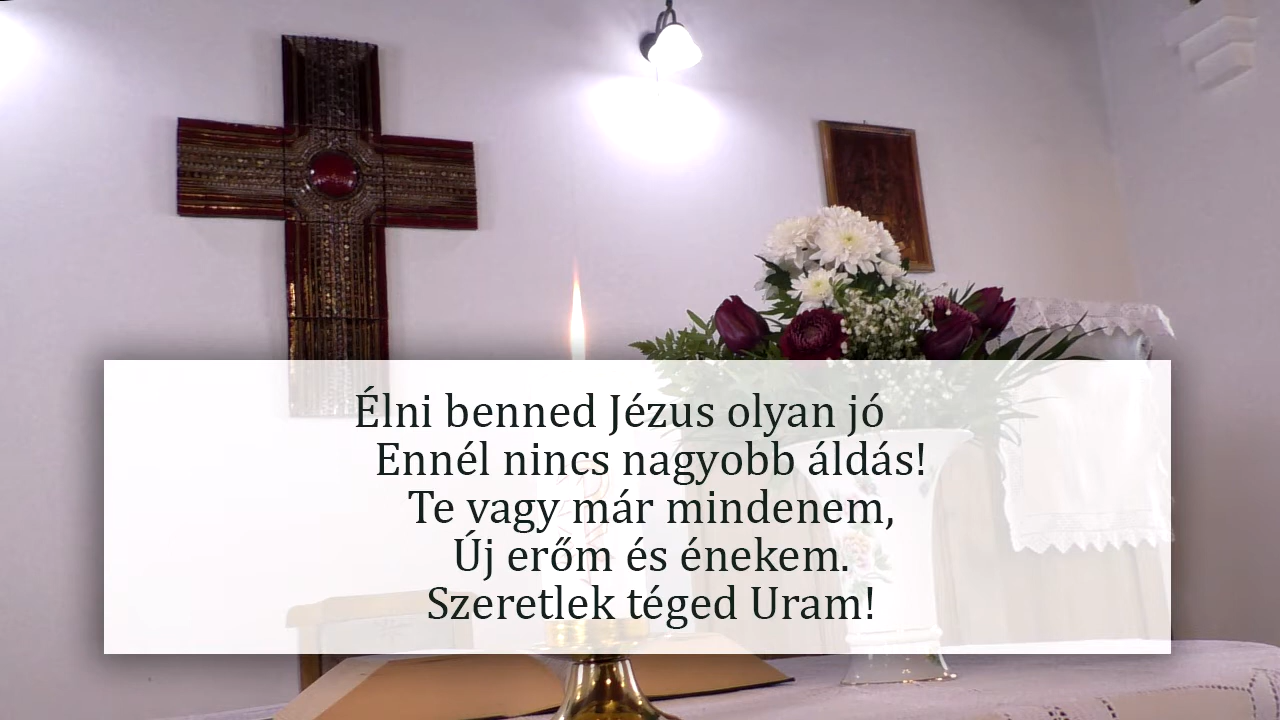 Élni benned Jézus olyan jó
Ennél nincs nagyobb áldás!
Te vagy már mindenem,
Új erőm és énekem.
Szeretlek téged Uram!